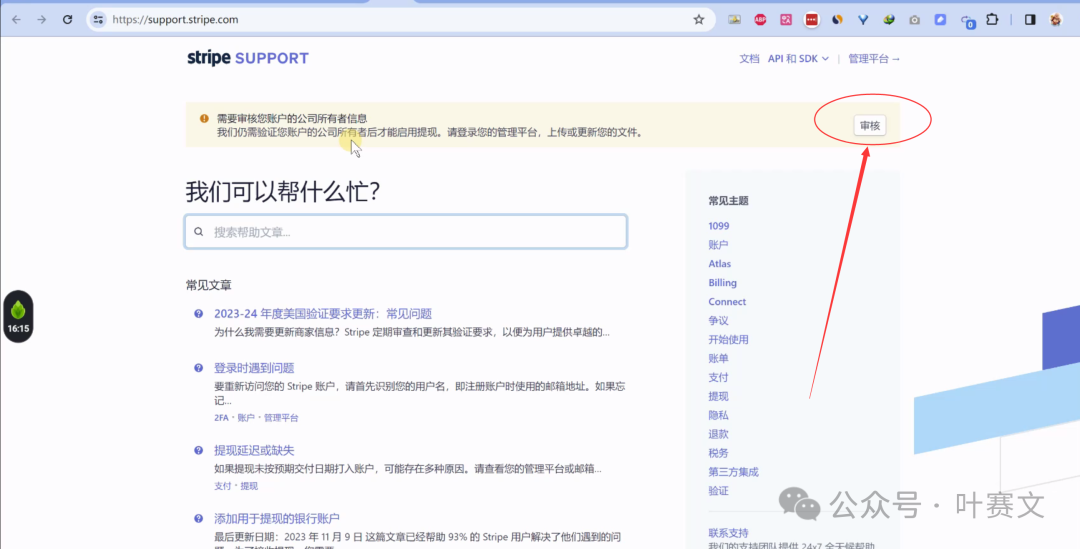 https://support.stripe.com
ABP
0
stripe SUPPORT
文档 API 和 SDK 管理平台 →
需要审核您账户的公司所有者信息
我们仍需验证您账户的公司所有者后才能启用提现。请登录您的管理平台，上传或更新您的文件。
审核
我们可以帮什么忙？
搜索帮助文章...
常见文章
2023-24 年度美国验证要求更新：常见问题
为什么我需要更新商家信息？Stripe 定期审查和更新其验证要求，以便为用户提供卓越的...
登录时遇到问题
要重新访问您的 Stripe 账户，请首先识别您的用户名，即注册账户时使用的邮箱地址。如果忘
记...
2FA · 账户 · 管理平台
提现延迟或缺失
如果提现未按预期交付日期打入账户，可能存在多种原因。请查看您的管理平台或邮箱...
支付 · 提现
添加用于提现的银行账户
最后更新日期：2023 年 11 月 9 日 这篇文章已经帮助 93% 的 Stripe 用户解决了他们遇到的问
常见主题
1099
账户
Atlas
Billing
Connect
争议
开始使用
账单
支付
提现
隐私
退款
税务
第三方集成
验证
联系支持
我们的支持团队提供 24x7 全天候帮助
16:15
公众号 · 叶赛文